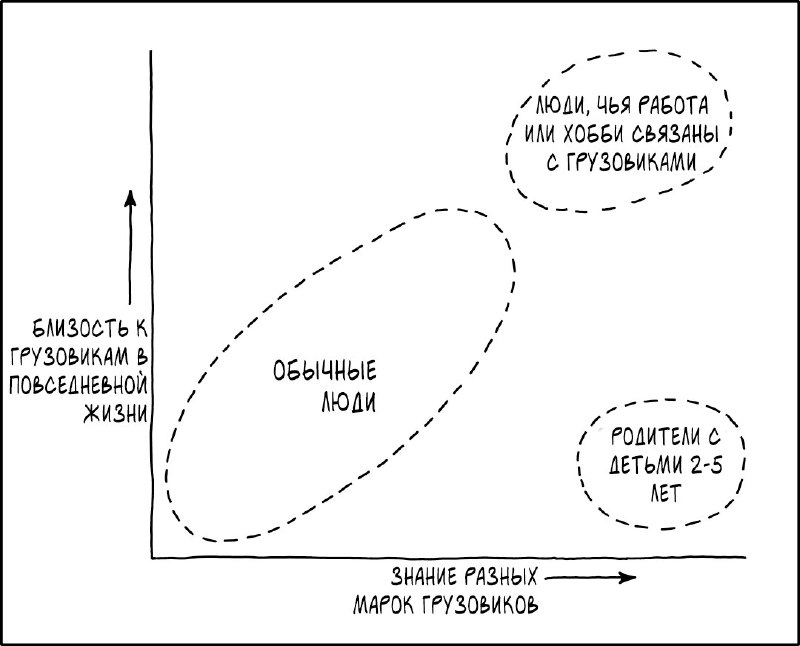 ЛЮДИ, ЧЬЯ РАБОТА
ИЛИ ХОББИ СВЯЗАНЫ
С ГРУЗОВИКАМИ
БЛИЗОСТЬ К
ГРУЗОВИКАМ В
ПОВСЕДНЕВНОЙ
ЖИЗНИ
ОБЫЧНЫЕ
ЛЮДИ
РОДИТЕЛИ С
ДЕТЬМИ 2-5
ЛЕТ
ЗНАНИЕ РАЗНЫХ
МАРОК ГРУЗОВИКОВ